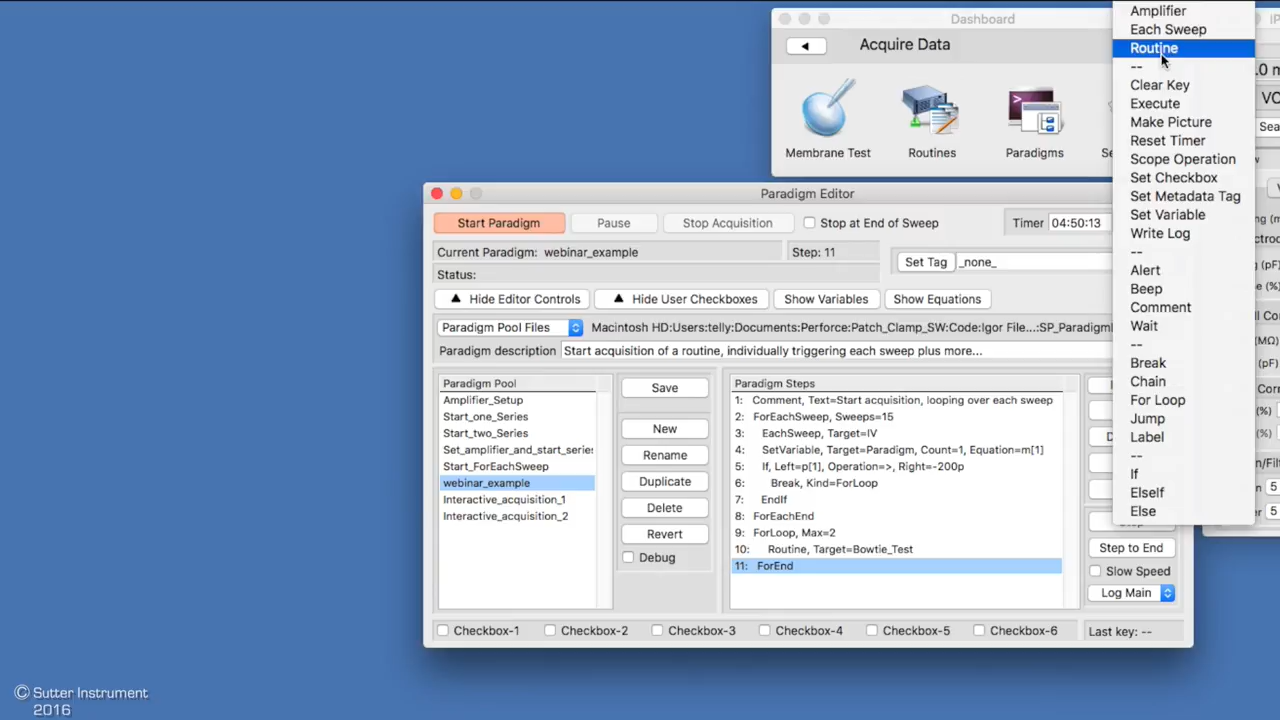 Dashboard
Acquire Data
Membrane Test
Routines
Paradigms
Amplifier
Each Sweep
Routine
--
Clear Key
Execute
Make Picture
Reset Timer
Scope Operation
Set Checkbox
Set Metadata Tag
Set Variable
Write Log
--
Alert
Beep
Comment
Wait
--
Break
Chain
For Loop
Jump
Label
--
If
ElseIf
Else
Paradigm Editor
Start Paradigm
Pause
Stop Acquisition
Stop at End of Sweep
Timer 04:50:13
Current Paradigm: webinar_example
Step: 11
Status:
Set Tag _none_
Hide Editor Controls
Hide User Checkboxes
Show Variables
Show Equations
Paradigm Pool Files
Macintosh HD:Users:telly:Documents:Perforce:Patch_Clamp_SW:Code:Igor File...:SP_Paradigm
Paradigm description Start acquisition of a routine, individually triggering each sweep plus more...
Paradigm Pool
Amplifier_Setup
Start_one_Series
Start_two_Series
Set_amplifier_and_start_series
Start_ForEachSweep
webinar_example
Interactive_acquisition_1
Interactive_acquisition_2
Save
New
Rename
Duplicate
Delete
Revert
Debug
Paradigm Steps
1: Comment, Text=Start acquisition, looping over each sweep
2: ForEachSweep, Sweeps=15
3: EachSweep, Target=IV
4: SetVariable, Target=Paradigm, Count=1, Equation=m[1]
5: If, Left=p[1], Operation=>, Right=-200p
6: Break, Kind=ForLoop
7: EndIf
8: ForEachEnd
9: ForLoop, Max=2
10: Routine, Target=Bowtie_Test
11: ForEnd
Step to End
Slow Speed
Log Main
Checkbox-1
Checkbox-2
Checkbox-3
Checkbox-4
Checkbox-5
Checkbox-6
Last key: --
© Sutter Instrument
2016